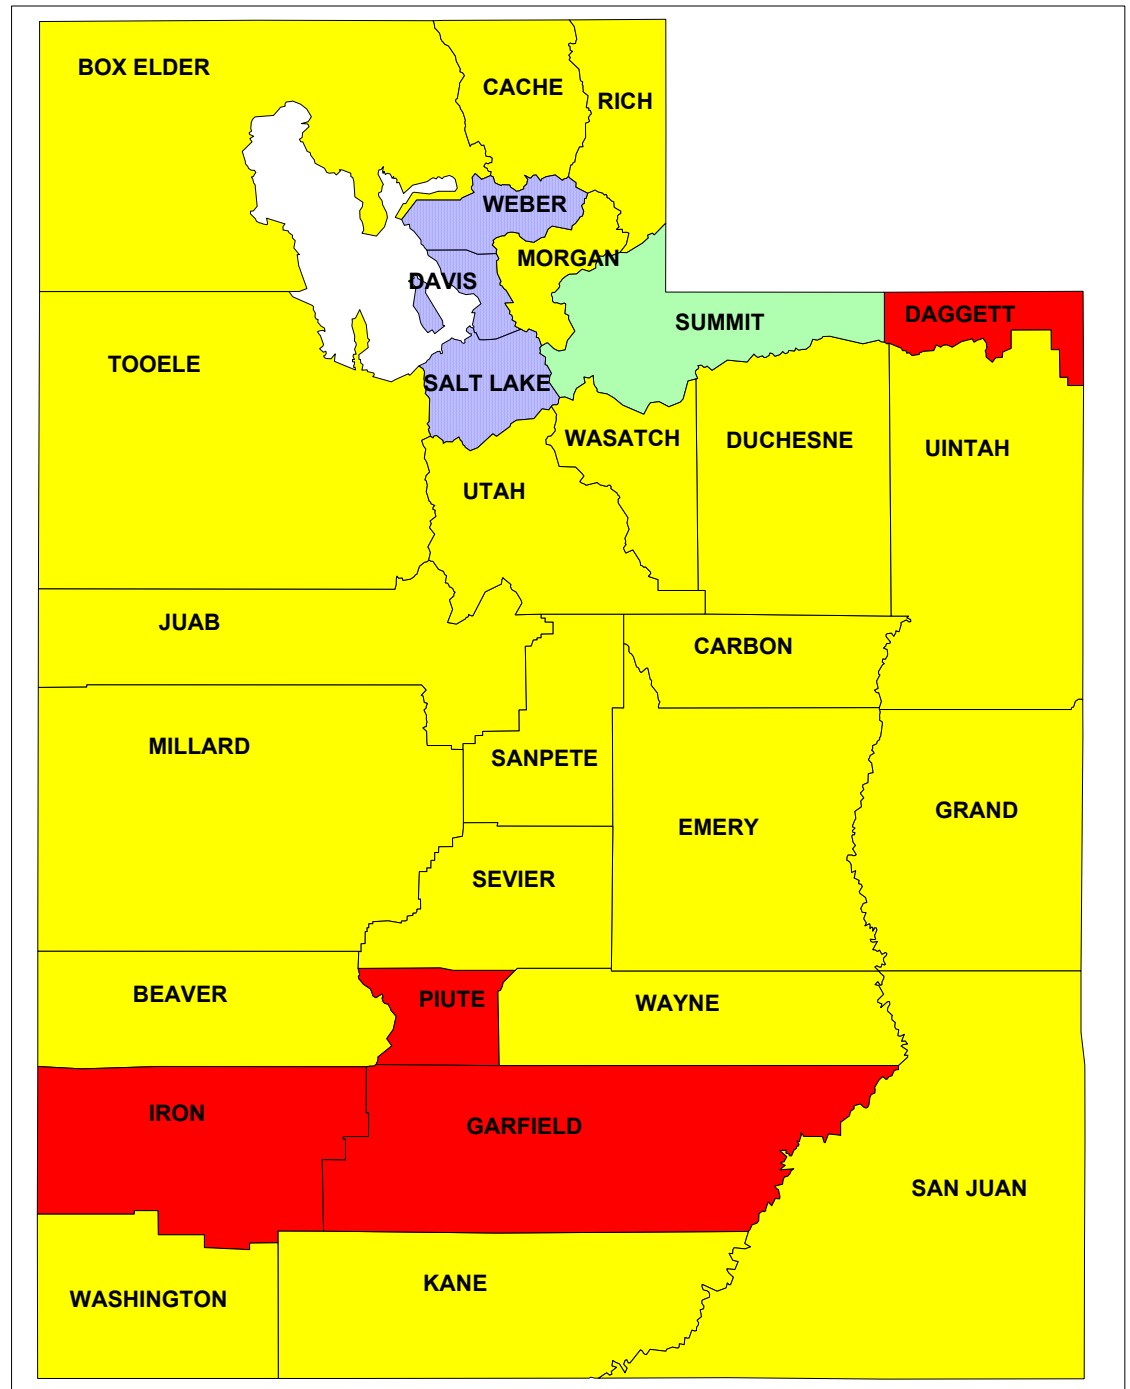 BOX ELDER
CACHE
RICH
WEBER
MORGAN
DAVIS
SUMMIT
DAGGETT
TOOELE
SALT LAKE
WASATCH
DUCHESNE
UINTAH
UTAH
JUAB
CARBON
MILLARD
SANPETE
GRAND
EMERY
SEVIER
BEAVER
PIUTE
WAYNE
IRON
GARFIELD
SAN JUAN
KANE
WASHINGTON